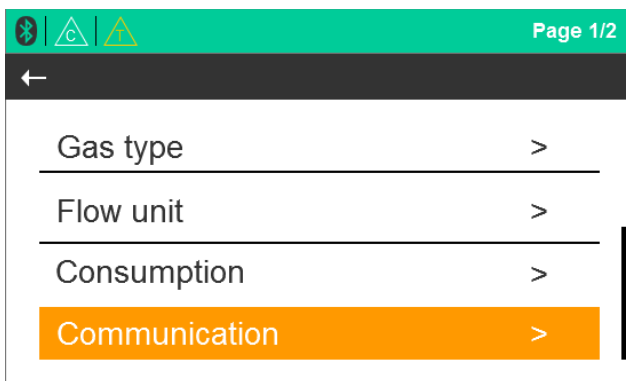 C T Page 1/2
←
Gas type >
Flow unit >
Consumption >
Communication >